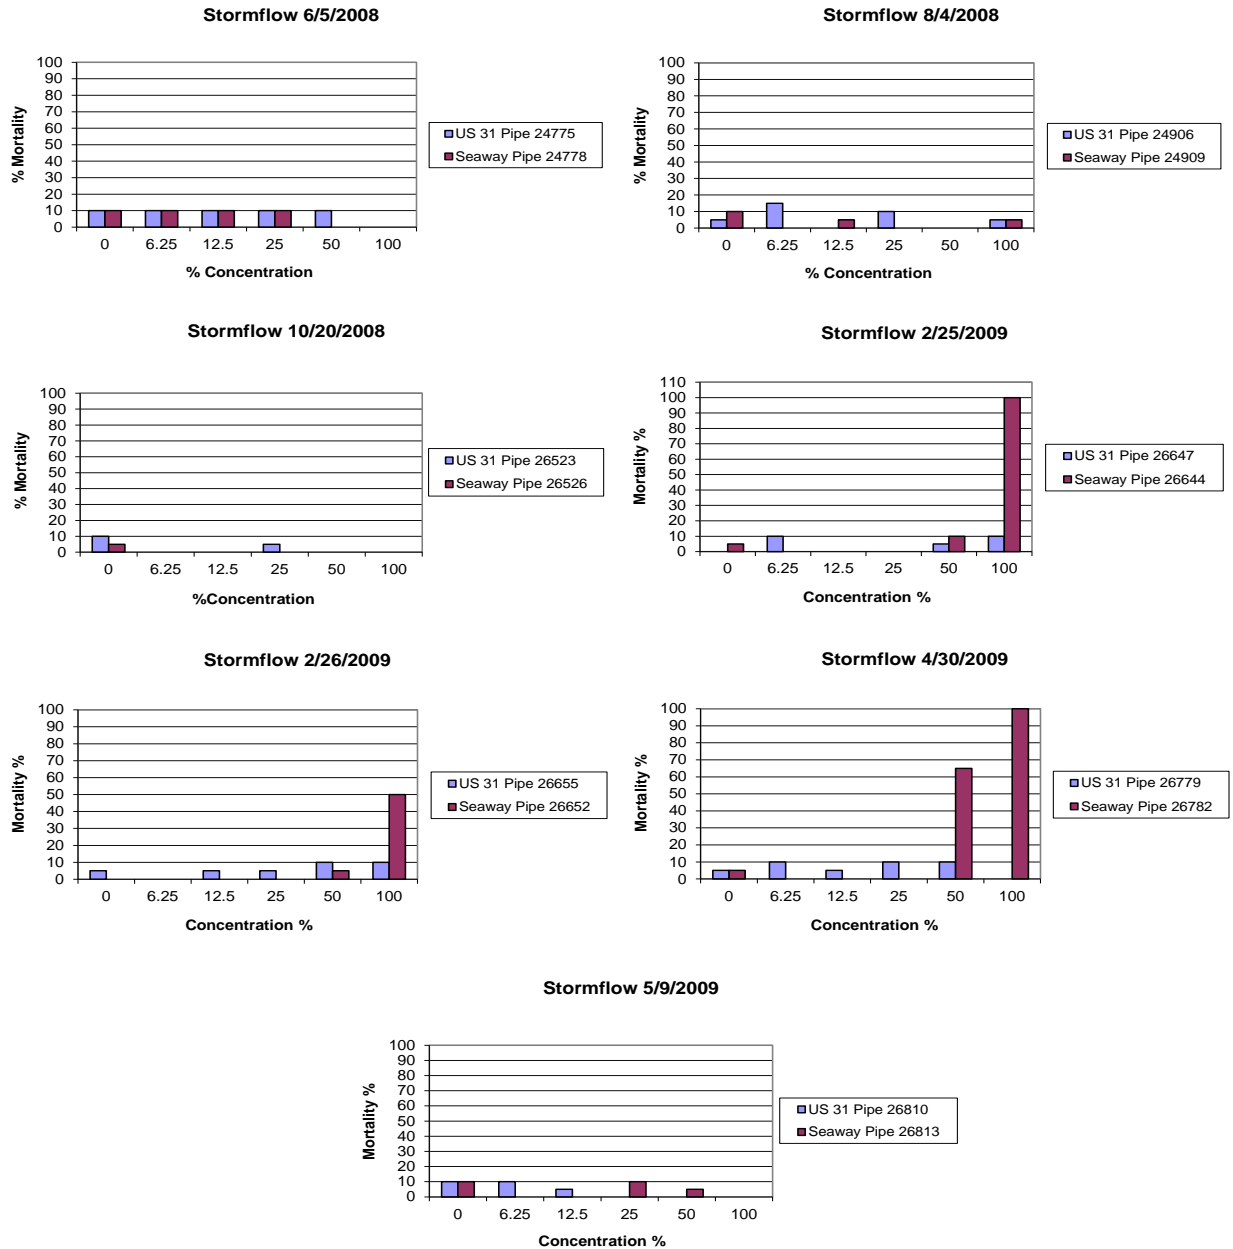 Stormflow 6/5/2008
% Mortality
100
90
80
70
60
50
40
30
20
10
0
0 6.25 12.5 25 50 100
% Concentration
US 31 Pipe 24775
Seaway Pipe 24778
Stormflow 8/4/2008
% Mortality
100
90
80
70
60
50
40
30
20
10
0
0 6.25 12.5 25 50 100
% Concentration
US 31 Pipe 24906
Seaway Pipe 24909
Stormflow 10/20/2008
% Mortality
100
90
80
70
60
50
40
30
20
10
0
0 6.25 12.5 25 50 100
%Concentration
US 31 Pipe 26523
Seaway Pipe 26526
Stormflow 2/25/2009
Mortality %
110
100
90
80
70
60
50
40
30
20
10
0
0 6.25 12.5 25 50 100
Concentration %
US 31 Pipe 26647
Seaway Pipe 26644
Stormflow 2/26/2009
Mortality %
100
90
80
70
60
50
40
30
20
10
0
0 6.25 12.5 25 50 100
Concentration %
US 31 Pipe 26655
Seaway Pipe 26652
Stormflow 4/30/2009
Mortality %
100
90
80
70
60
50
40
30
20
10
0
0 6.25 12.5 25 50 100
Concentration %
US 31 Pipe 26779
Seaway Pipe 26782
Stormflow 5/9/2009
Mortality %
100
90
80
70
60
50
40
30
20
10
0
0 6.25 12.5 25 50 100
Concentration %
US 31 Pipe 26810
Seaway Pipe 26813